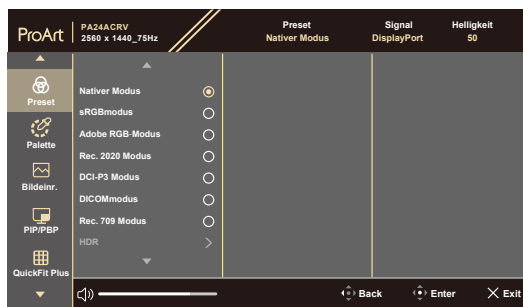 ProArt
PA24ACRV
2560 x 1440_75Hz
Preset
Nativer Modus
Signal
DisplayPort
Helligkeit
50
Preset
Palette
Bildeinr.
PIP/PBP
QuickFit Plus
Nativer Modus
sRGBmodus
Adobe RGB-Modus
Rec. 2020 Modus
DCI-P3 Modus
DICOMmodus
Rec. 709 Modus
HDR
Back
Enter
Exit